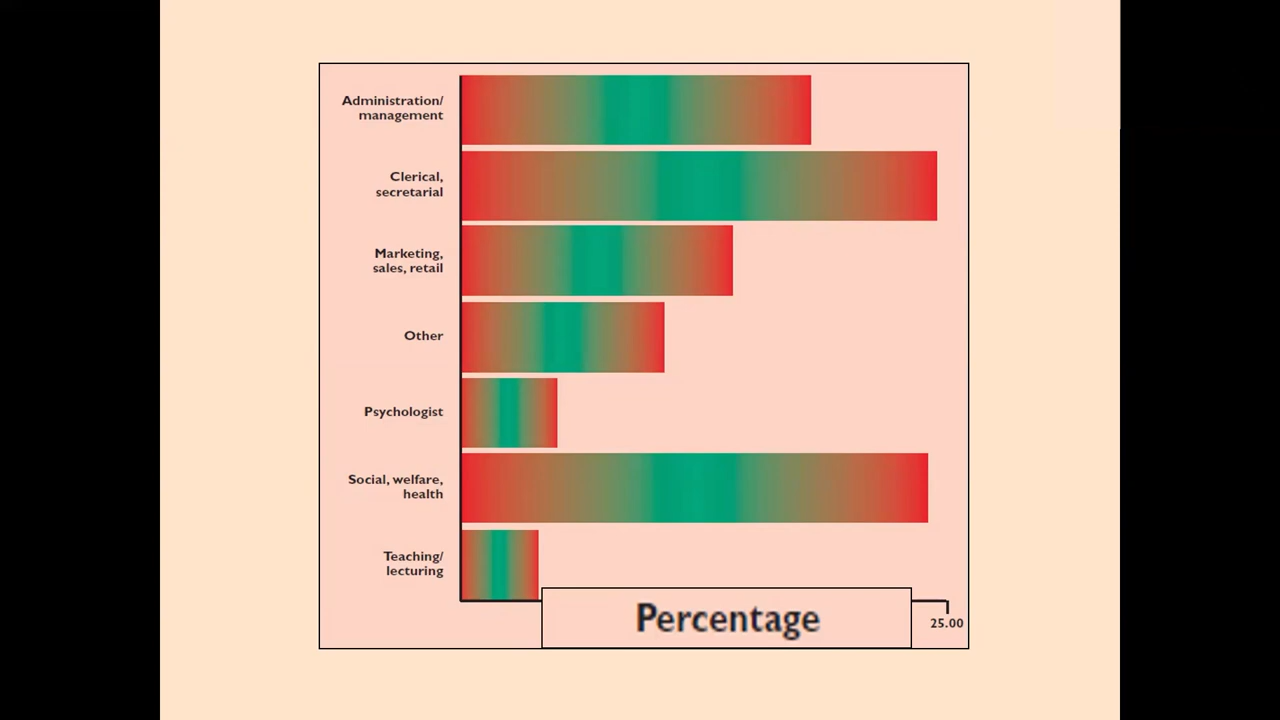 Administration/
management
Clerical,
secretarial
Marketing,
sales, retail
Other
Psychologist
Social, welfare,
health
Teaching/
lecturing
Percentage
25.00